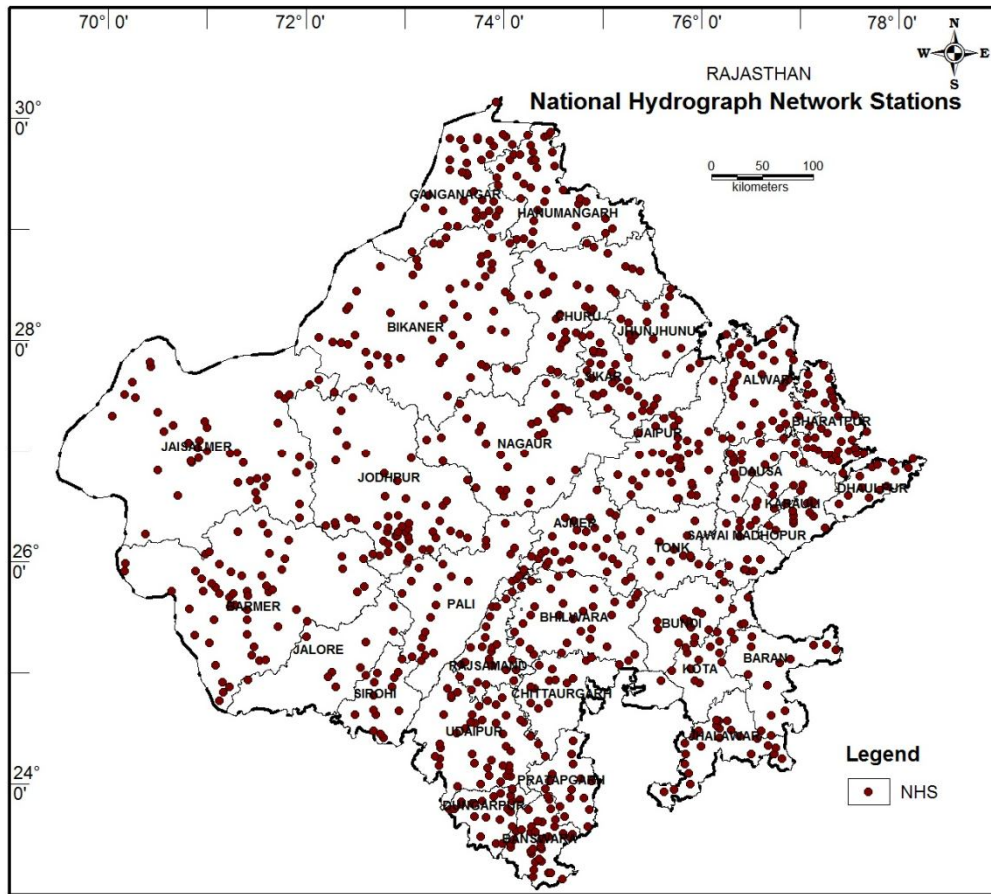 70° 0' 72° 0' 74° 0' 76° 0' 78° 0'
N
W E
S
RAJASTHAN
National Hydrograph Network Stations
30°
0'
0 50 100
kilometers
GANGANAGAR
HANUMANGARH
28°
0'
BIKANER
CHURU
JHUNJHUNU
SIKAR
ALWAR
BHARATPUR
JAISALMER
NAGAUR
JAIPUR
JODHPUR
DAUSA
DHAULPUR
KARAULI
AJMER
SAWAI MADHOPUR
TONK
26°
0'
BARMER
PALI
BHILWARA
BUNDI
JALORE
RAJSAMAND
KOTA
BARAN
SIROHI
CHITTAURGARH
UDAIPUR
JHALAWAR
Legend
24°
0'
PRATAPGARH
NHS
DUNGARPUR
BANSWARA